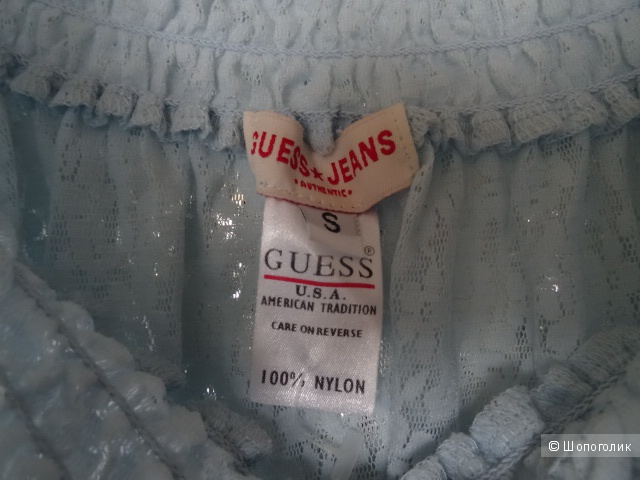 GUESS★JEANS
•AUTHENTIC•
S
GUESS®
U.S.A.
AMERICAN TRADITION
CARE ON REVERSE
100% NYLON
© Шопоголик